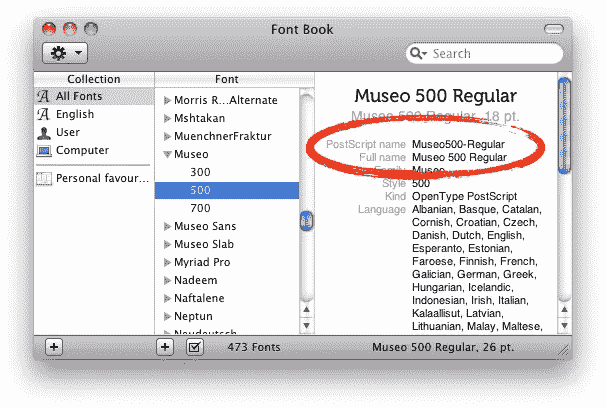 Font Book
Search
Collection
All Fonts
English
User
Computer
Personal favour...
Font
Morris R...Alternate
Mshtakan
MuenchnerFraktur
Museo
300
500
700
Museo Sans
Museo Slab
Myriad Pro
Nadeem
Naftalene
Neptun
Neudeutsch
Museo 500 Regular
Museo 500 Regular, 18 pt.
PostScript name Museo500-Regular
Full name Museo 500 Regular
Family Museo
Style 500
Kind OpenType PostScript
Language Albanian, Basque, Catalan,
Cornish, Croatian, Czech,
Danish, Dutch, English,
Esperanto, Estonian,
Faroese, Finnish, French,
Galician, German, Greek,
Hungarian, Icelandic,
Indonesian, Irish, Italian,
Kalaallisut, Latvian,
Lithuanian, Malay, Maltese,
473 Fonts
Museo 500 Regular, 26 pt.